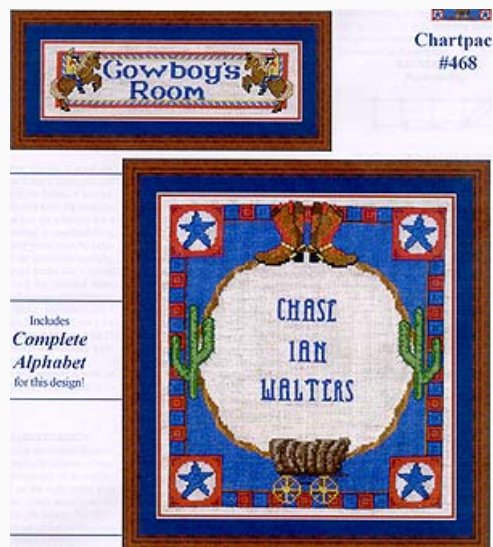 Cowboy's
Room
Chartpac
#468
CHASE
IAN
WALTERS
Includes
Complete
Alphabet
for this design!